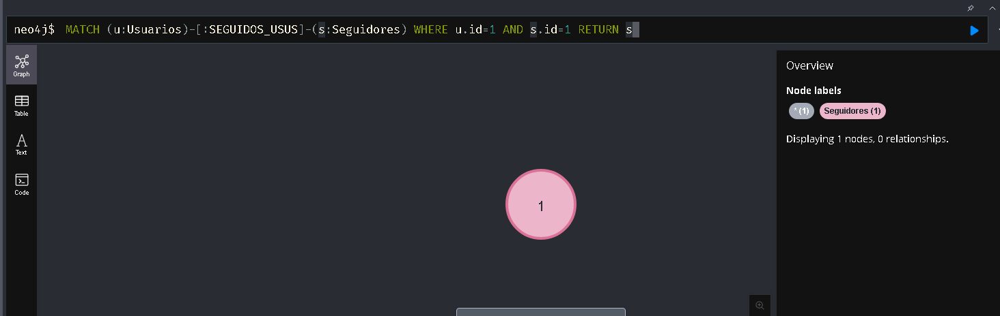 neo4j$ MATCH (u:Usuarios)-[:SEGUIDOS_USUS]-(s:Seguidores) WHERE u.id=1 AND s.id=1 RETURN s
Graph
Table
Text
Code
1
Overview
Node labels
* (1) Seguidores (1)
Displaying 1 nodes, 0 relationships.